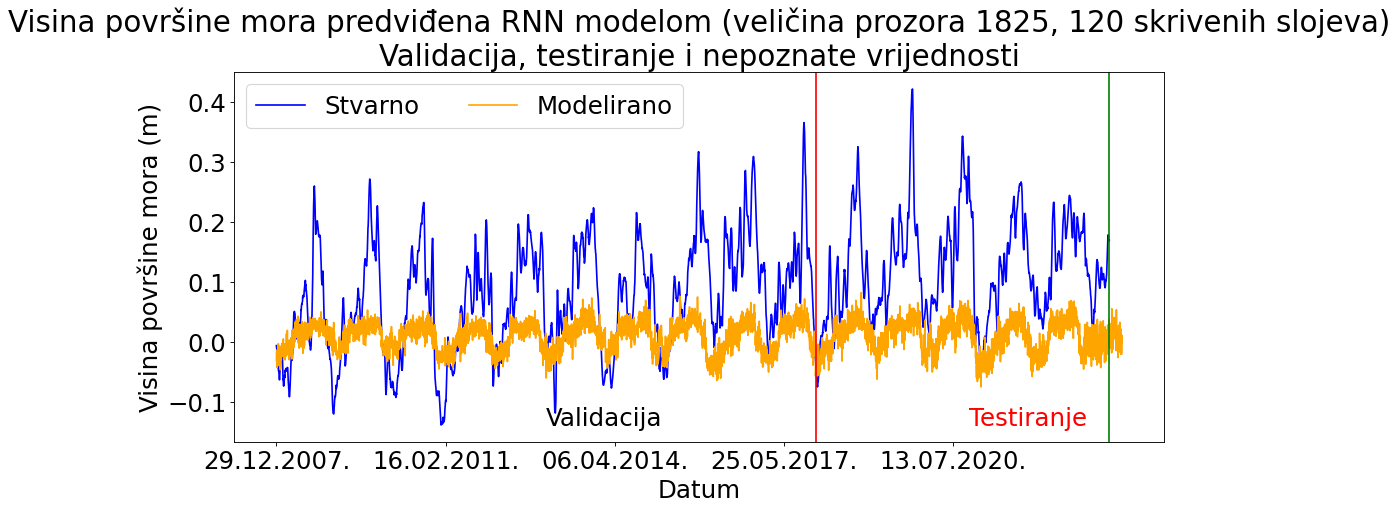 Visina površine mora predviđena RNN modelom (veličina prozora 1825, 120 skrivenih slojeva)
Validacija, testiranje i nepoznate vrijednosti
Stvarno
Modelirano
Visina površine mora (m)
0.4
0.3
0.2
0.1
0.0
−0.1
Validacija
Testiranje
29.12.2007.
16.02.2011.
06.04.2014.
25.05.2017.
13.07.2020.
Datum